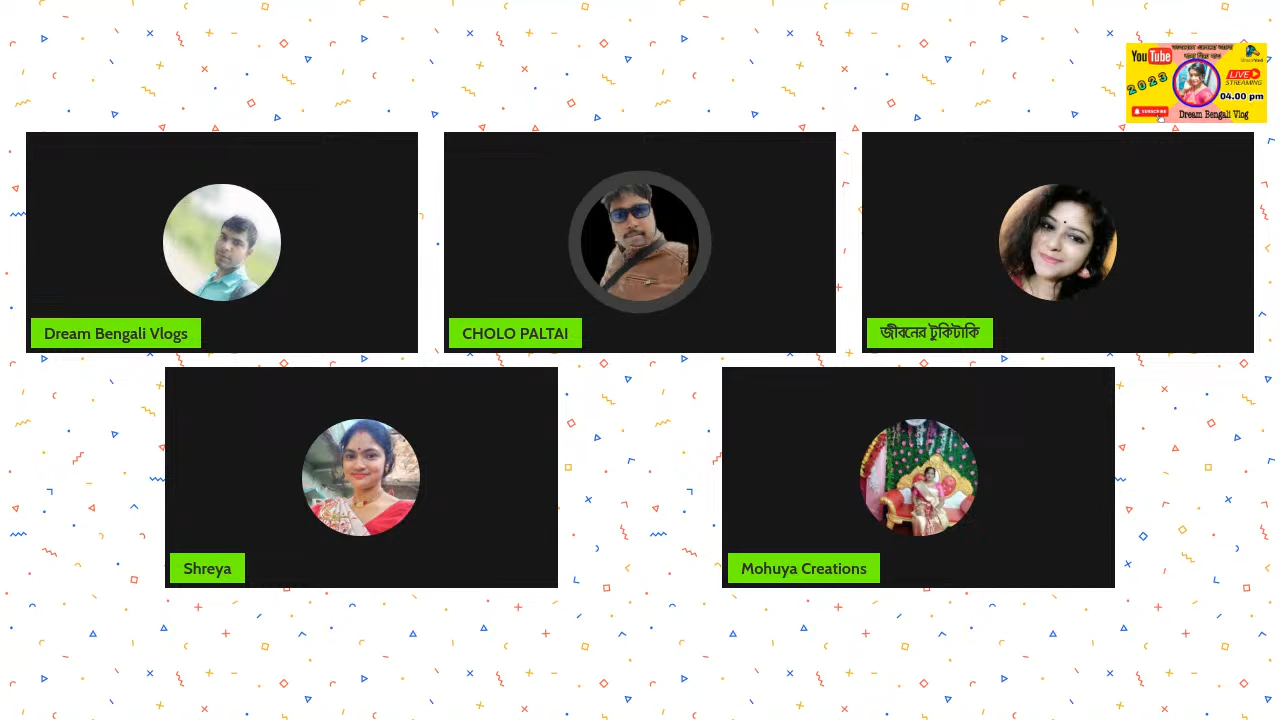 YouTube
2023
LIVE
STREAMING
04.00 pm
SUBSCRIBE
Dream Bengali Vlog
Dream Bengali Vlogs
CHOLO PALTAI
জীবনের টুকিটাকি
Shreya
Mohuya Creations